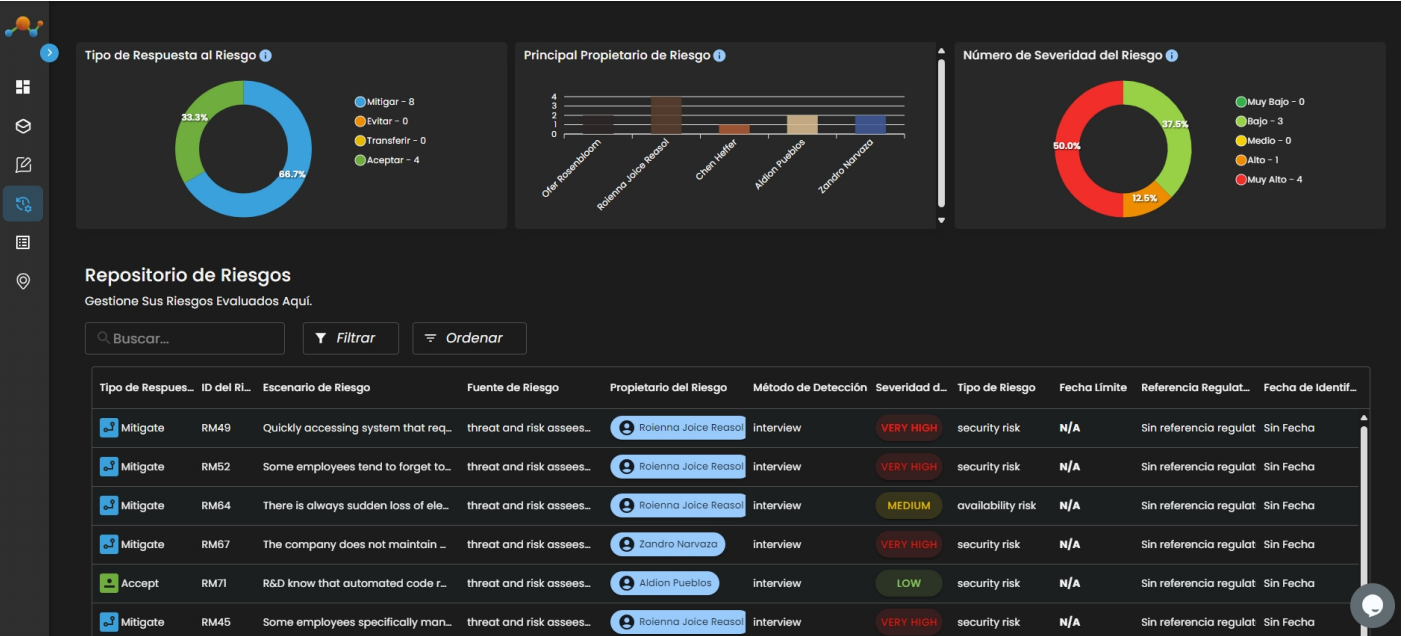 Tipo de Respuesta al Riesgo
33.3%
66.7%
Mitigar - 8
Evitar - 0
Transferir - 0
Aceptar - 4
Principal Propietario de Riesgo
4
3
2
1
0
Ofer Rosenbloom
Roienna Joice Reasol
Chen Heffer
Aldion Pueblos
Zandro Narvaza
Número de Severidad del Riesgo
37.5%
50.0%
12.5%
Muy Bajo - 0
Bajo - 3
Medio - 0
Alto - 1
Muy Alto - 4
Repositorio de Riesgos
Gestione Sus Riesgos Evaluados Aquí.
Buscar... Filtrar Ordenar
Tipo de Respues... ID del Ri... Escenario de Riesgo Fuente de Riesgo Propietario del Riesgo Método de Detección Severidad d... Tipo de Riesgo Fecha Límite Referencia Regulat... Fecha de Identif...
Mitigate RM49 Quickly accessing system that req... threat and risk assees... Roienna Joice Reasol interview VERY HIGH security risk N/A Sin referencia regulat Sin Fecha
Mitigate RM52 Some employees tend to forget to... threat and risk assees... Roienna Joice Reasol interview VERY HIGH security risk N/A Sin referencia regulat Sin Fecha
Mitigate RM64 There is always sudden loss of ele... threat and risk assees... Roienna Joice Reasol interview MEDIUM availability risk N/A Sin referencia regulat Sin Fecha
Mitigate RM67 The company does not maintain ... threat and risk assees... Zandro Narvaza interview VERY HIGH security risk N/A Sin referencia regulat Sin Fecha
Accept RM71 R&D know that automated code r... threat and risk assees... Aldion Pueblos interview LOW security risk N/A Sin referencia regulat Sin Fecha
Mitigate RM45 Some employees specifically man... threat and risk assees... Roienna Joice Reasol interview VERY HIGH security risk N/A Sin referencia regulat Sin Fecha